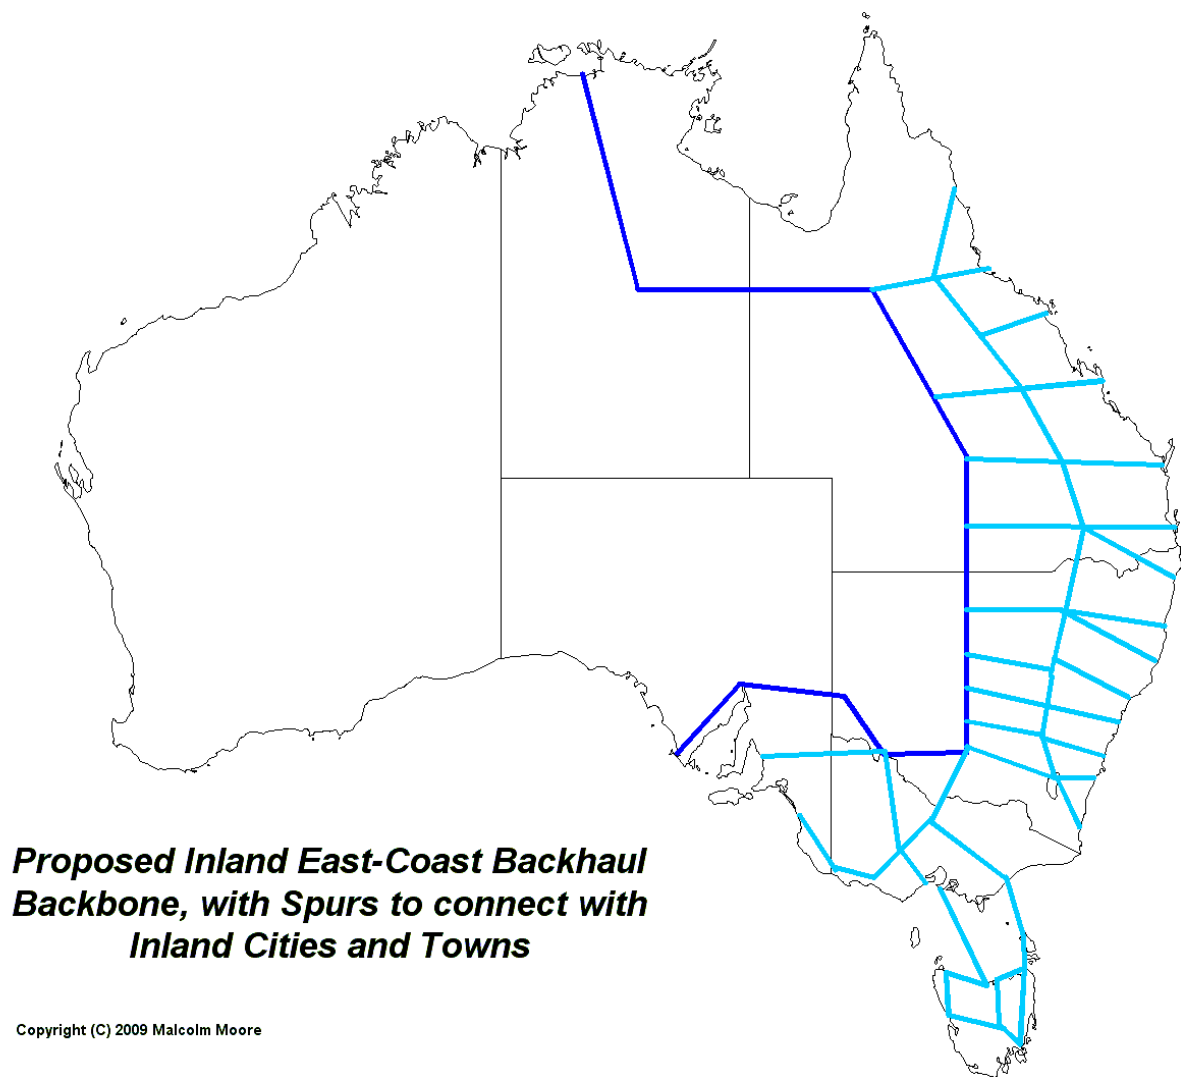 Proposed Inland East-Coast Backhaul
Backbone, with Spurs to connect with
Inland Cities and Towns
Copyright (C) 2009 Malcolm Moore